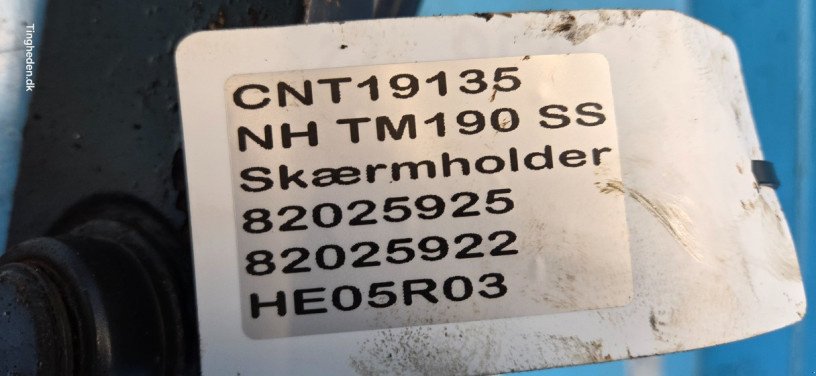 Tingheden.dk
CNT19135
NH TM190 SS
Skærmholder
82025925
82025922
HE05R03